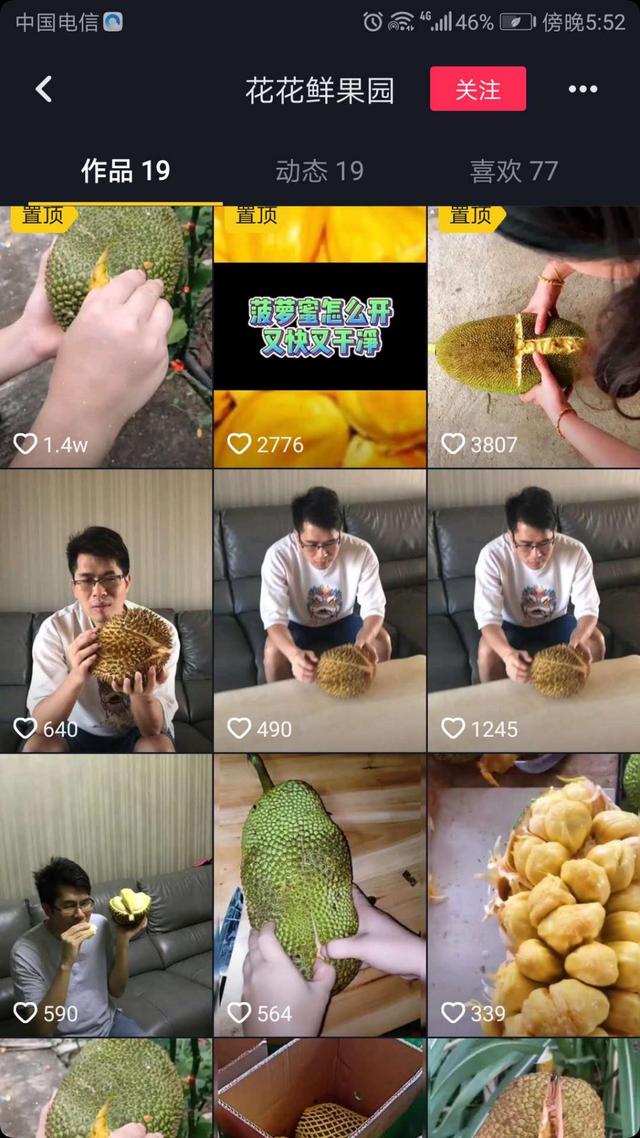 中国电信 4G 46% 傍晚5:52
花花鲜果园 关注
作品 19 动态 19 喜欢 77
置顶 置顶 置顶
菠萝蜜怎么开
又快又干净
1.4w 2776 3807
640 490 1245
590 564 339